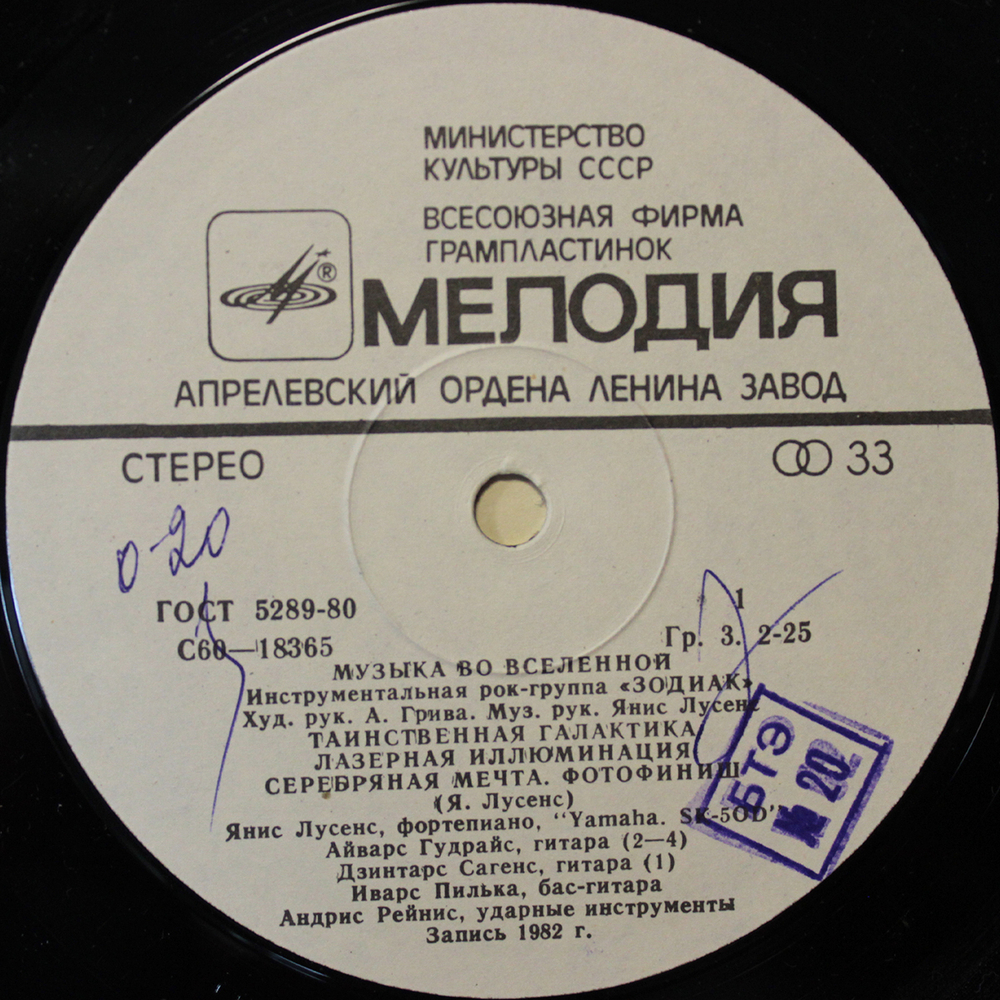 МИНИСТЕРСТВО
КУЛЬТУРЫ СССР
ВСЕСОЮЗНАЯ ФИРМА
ГРАМПЛАСТИНОК
®
МЕЛОДИЯ
АПРЕЛЕВСКИЙ ОРДЕНА ЛЕНИНА ЗАВОД
СТЕРЕО
33
0-20
ГОСТ 5289-80
1
С60—18365
Гр. 3. 2-25
МУЗЫКА ВО ВСЕЛЕННОЙ
Инструментальная рок-группа «ЗОДИАК»
Худ. рук. А. Грива. Муз. рук. Янис Лусенс
ТАИНСТВЕННАЯ ГАЛАКТИКА
ЛАЗЕРНАЯ ИЛЛЮМИНАЦИЯ
СЕРЕБРЯНАЯ МЕЧТА. ФОТОФИНИШ
(Я. Лусенс)
Янис Лусенс, фортепиано, "Yamaha. SK-50D"
Айварс Гудрайс, гитара (2—4)
Дзинтарс Сагенс, гитара (1)
Иварс Пилька, бас-гитара
Андрис Рейнис, ударные инструменты
Запись 1982 г.
БТЭ
№ 20